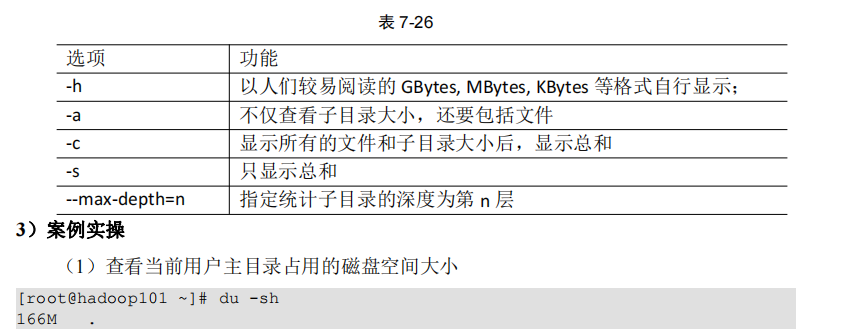 表 7-26
选项 功能
-h 以人们较易阅读的 GBytes, MBytes, KBytes 等格式自行显示；
-a 不仅查看子目录大小，还要包括文件
-c 显示所有的文件和子目录大小后，显示总和
-s 只显示总和
--max-depth=n 指定统计子目录的深度为第 n 层
3）案例实操
（1）查看当前用户主目录占用的磁盘空间大小
[root@hadoop101 ~]# du -sh
166M .